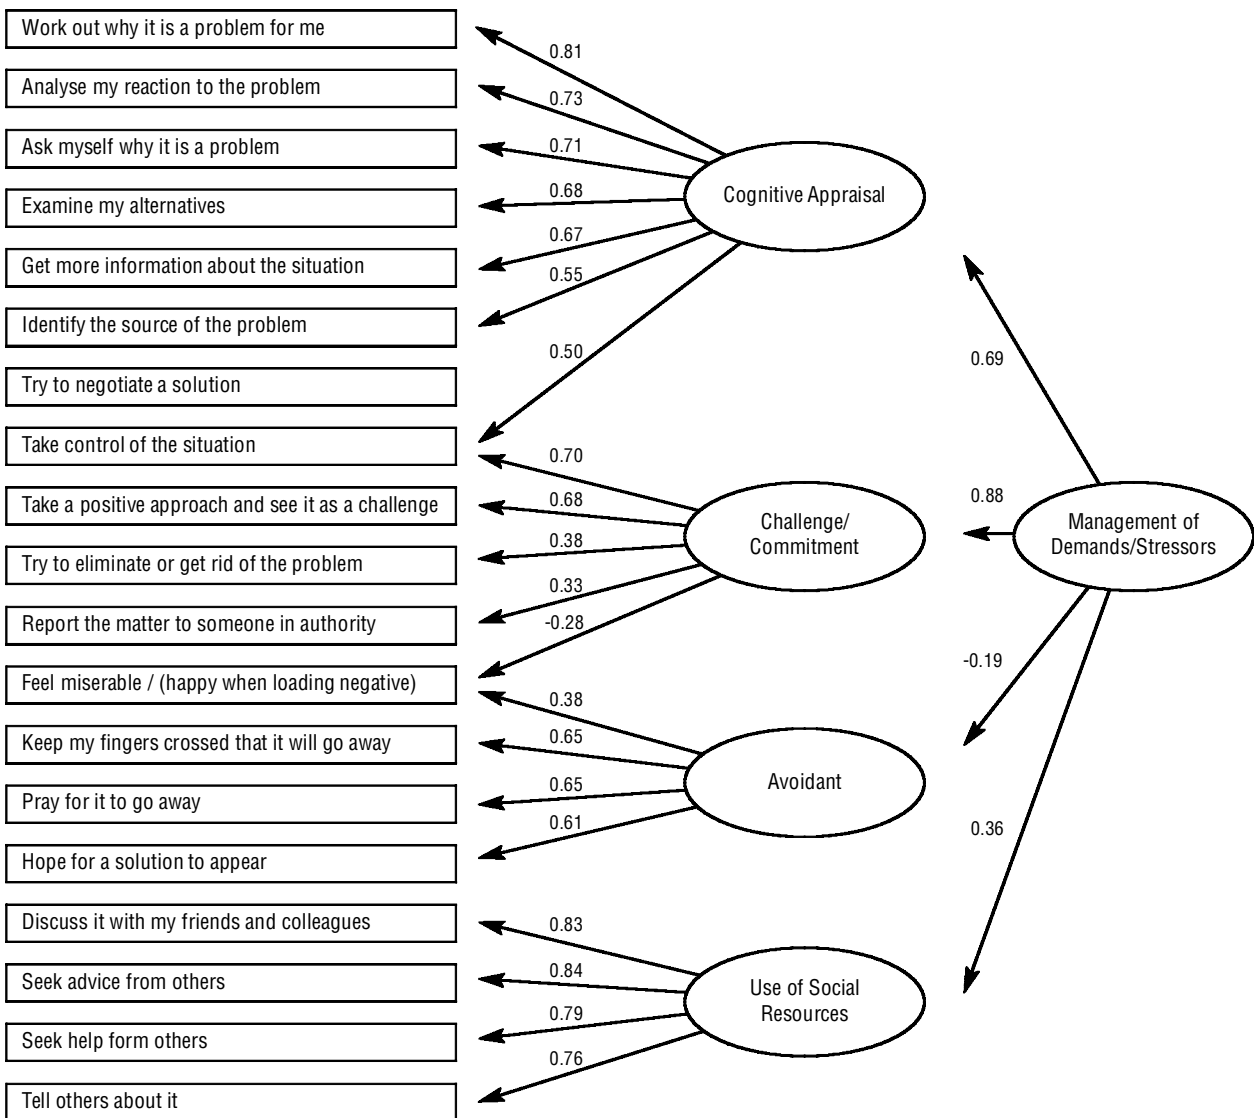 Work out why it is a problem for me
0.81
Analyse my reaction to the problem
0.73
Ask myself why it is a problem
0.71
Examine my alternatives
0.68
Cognitive Appraisal
Get more information about the situation
0.67
Identify the source of the problem
0.55
Try to negotiate a solution
0.50
0.69
Take control of the situation
0.70
Take a positive approach and see it as a challenge
0.68
Challenge/
Commitment
0.88
Management of
Demands/Stressors
Try to eliminate or get rid of the problem
0.38
Report the matter to someone in authority
0.33
-0.28
Feel miserable / (happy when loading negative)
-0.19
0.38
Keep my fingers crossed that it will go away
0.65
Avoidant
Pray for it to go away
0.65
0.61
0.36
Hope for a solution to appear
Discuss it with my friends and colleagues
0.83
Seek advice from others
0.84
Use of Social
Resources
Seek help form others
0.79
0.76
Tell others about it